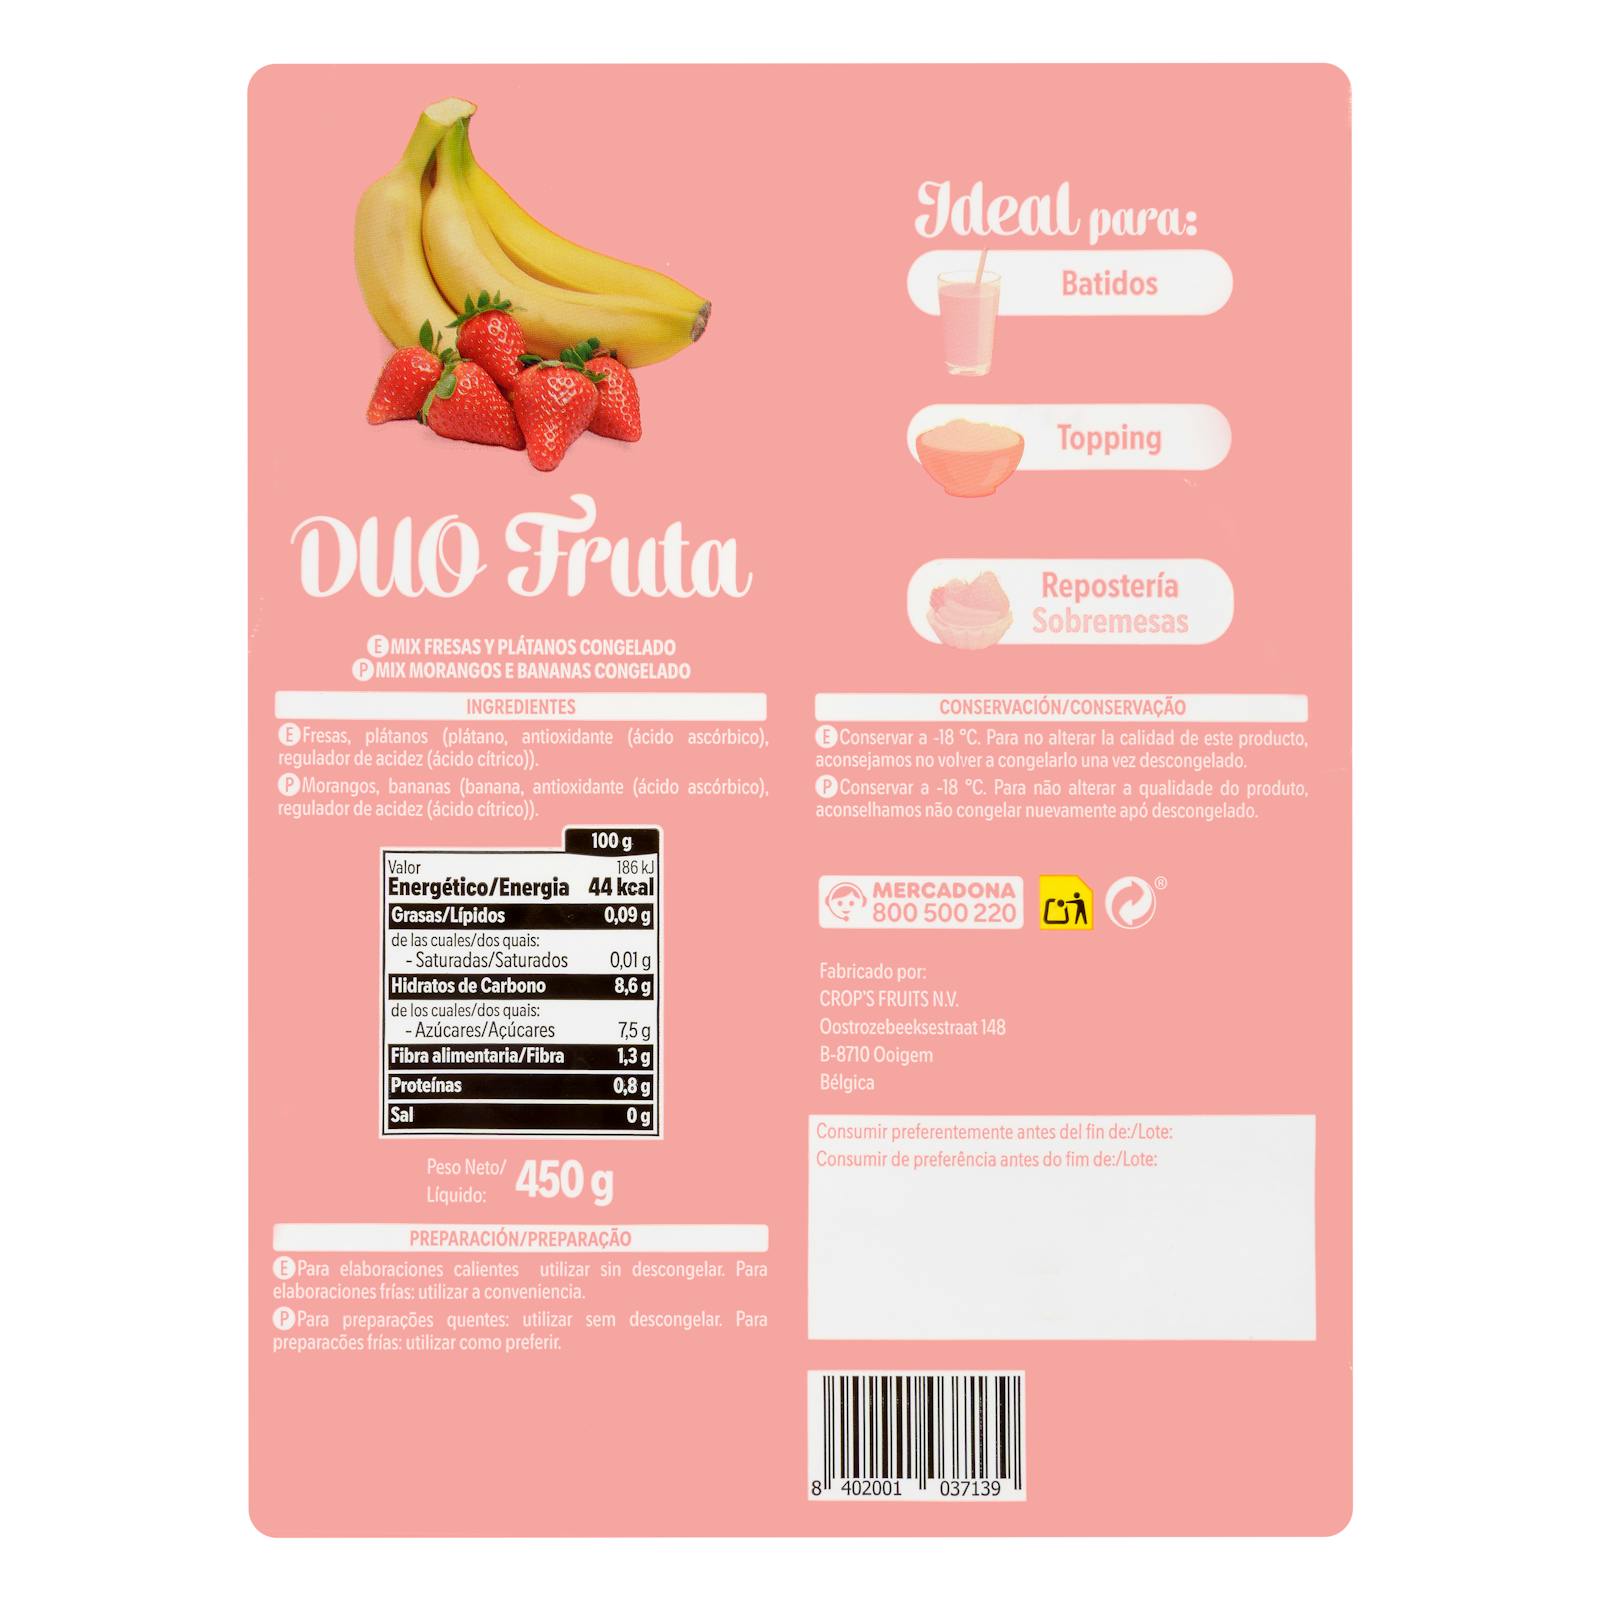 Ideal para:
Batidos
Topping
Repostería
Sobremesas
DUO Fruta
E MIX FRESAS Y PLÁTANOS CONGELADO
P MIX MORANGOS E BANANAS CONGELADO
INGREDIENTES
E Fresas, plátanos (plátano, antioxidante (ácido ascórbico),
regulador de acidez (ácido cítrico)).
P Morangos, bananas (banana, antioxidante (ácido ascórbico),
regulador de acidez (ácido cítrico)).
100 g
Valor 186 kJ
Energético/Energia 44 kcal
Grasas/Lípidos 0,09 g
de las cuales/dos quais:
- Saturadas/Saturados 0,01 g
Hidratos de Carbono 8,6 g
de los cuales/dos quais:
- Azúcares/Açúcares 7,5 g
Fibra alimentaria/Fibra 1,3 g
Proteínas 0,8 g
Sal 0 g
Peso Neto/
Líquido: 450 g
PREPARACIÓN/PREPARAÇÃO
E Para elaboraciones calientes utilizar sin descongelar. Para
elaboraciones frías: utilizar a conveniencia.
P Para preparações quentes: utilizar sem descongelar. Para
preparacões frías: utilizar como preferir.
CONSERVACIÓN/CONSERVAÇÃO
E Conservar a -18 °C. Para no alterar la calidad de este producto,
aconsejamos no volver a congelarlo una vez descongelado.
P Conservar a -18 °C. Para não alterar a qualidade do produto,
aconselhamos não congelar nuevamente apó descongelado.
MERCADONA
800 500 220
®
Fabricado por:
CROP'S FRUITS N.V.
Oostrozebeeksestraat 148
B-8710 Ooigem
Bélgica
Consumir preferentemente antes del fin de:/Lote:
Consumir de preferência antes do fim de:/Lote:
8 402001 037139